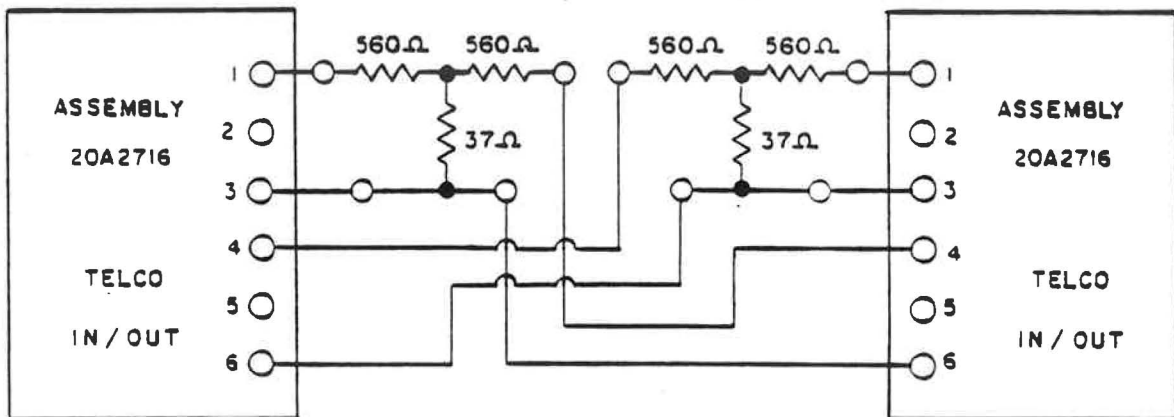 560Ω 560Ω 560Ω 560Ω
1 1
ASSEMBLY ASSEMBLY
2 2
37Ω 37Ω
20A2716 20A2716
3 3
4 4
TELCO TELCO
5 5
IN / OUT IN / OUT
6 6